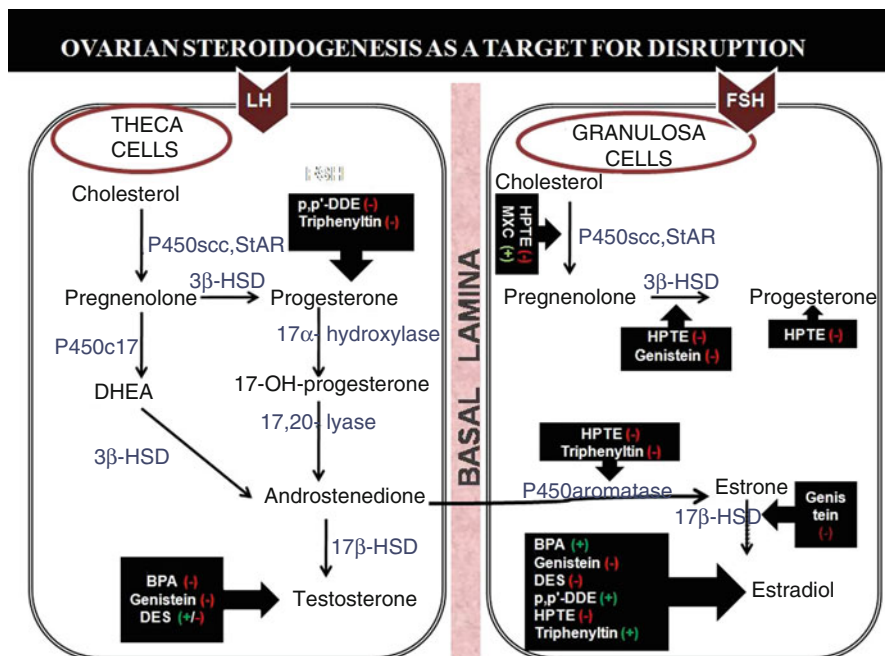 OVARIAN STEROIDOGENESIS AS A TARGET FOR DISRUPTION
LH
THECA
CELLS
Cholesterol
p,p'-DDE (-)
Triphenyltin (-)
P450scc,StAR
3β-HSD
Pregnenolone
Progesterone
P450c17
17α- hydroxylase
DHEA
17-OH-progesterone
17,20- lyase
3β-HSD
Androstenedione
17β-HSD
BPA (-)
Genistein (-)
DES (+/-)
Testosterone
BASAL LAMINA
FSH
GRANULOSA
CELLS
Cholesterol
HPTE (-)
MXC (+)
P450scc,StAR
3β-HSD
Pregnenolone
Progesterone
HPTE (-)
Genistein (-)
HPTE (-)
HPTE (-)
Triphenyltin (-)
P450aromatase
Estrone
17β-HSD
Genis
tein
(-)
BPA (+)
Genistein (-)
DES (-)
p,p'-DDE (+)
HPTE (-)
Triphenyltin (+)
Estradiol